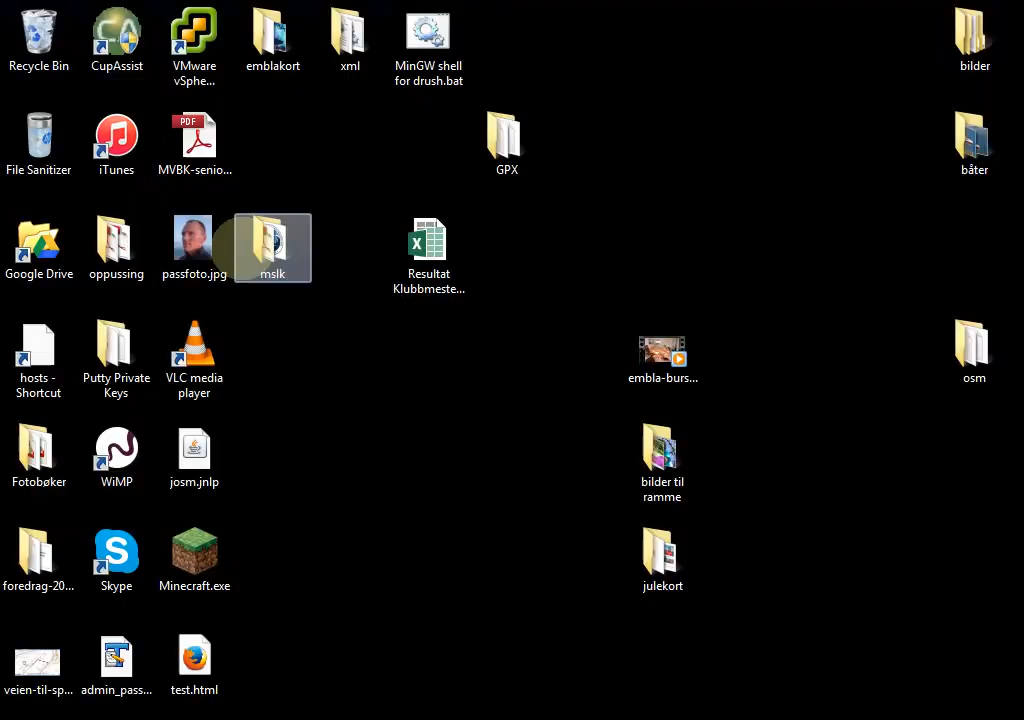 Recycle Bin
CupAssist
VMware
vSphe...
emblakort
xml
MinGW shell
for drush.bat
bilder
File Sanitizer
iTunes
PDF
MVBK-senio...
GPX
båter
Google Drive
oppussing
passfoto.jpg
mslk
X
Resultat
Klubbmeste...
hosts -
Shortcut
Putty Private
Keys
VLC media
player
embla-burs...
osm
Fotobøker
WiMP
josm.jnlp
bilder til
ramme
foredrag-20...
S
Skype
Minecraft.exe
julekort
veien-til-sp...
T
admin_pass...
test.html